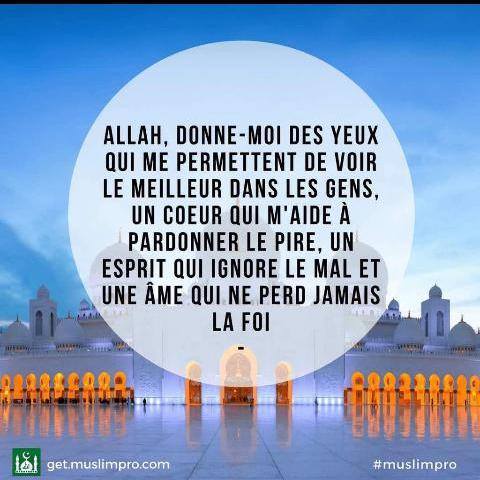 ALLAH, DONNE-MOI DES YEUX
QUI ME PERMETTENT DE VOIR
LE MEILLEUR DANS LES GENS,
UN COEUR QUI M'AIDE À
PARDONNER LE PIRE, UN
ESPRIT QUI IGNORE LE MAL ET
UNE ÂME QUI NE PERD JAMAIS
LA FOI
get.muslimpro.com
#muslimpro